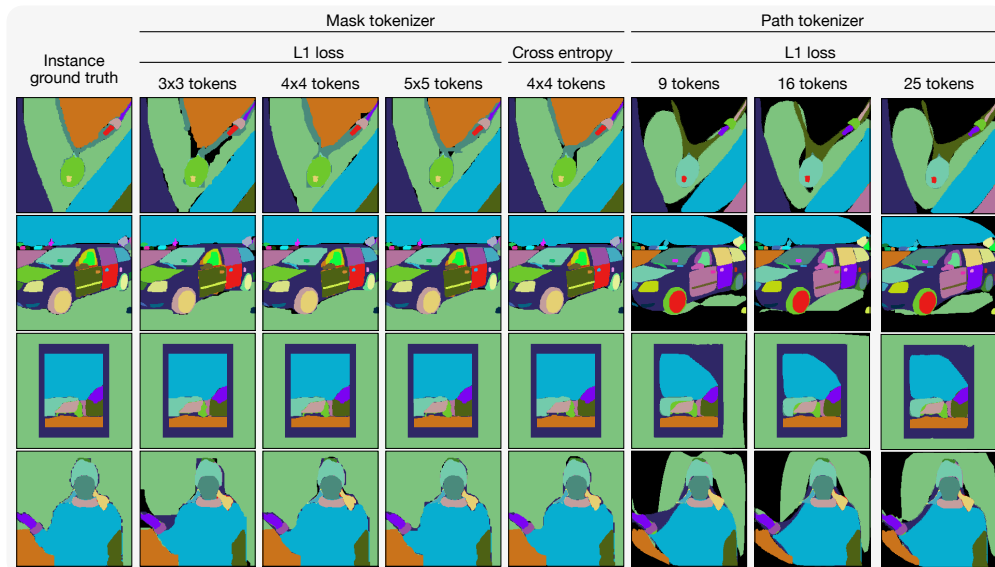 Mask tokenizer
Path tokenizer
Instance
ground truth
L1 loss
Cross entropy
L1 loss
3x3 tokens
4x4 tokens
5x5 tokens
4x4 tokens
9 tokens
16 tokens
25 tokens